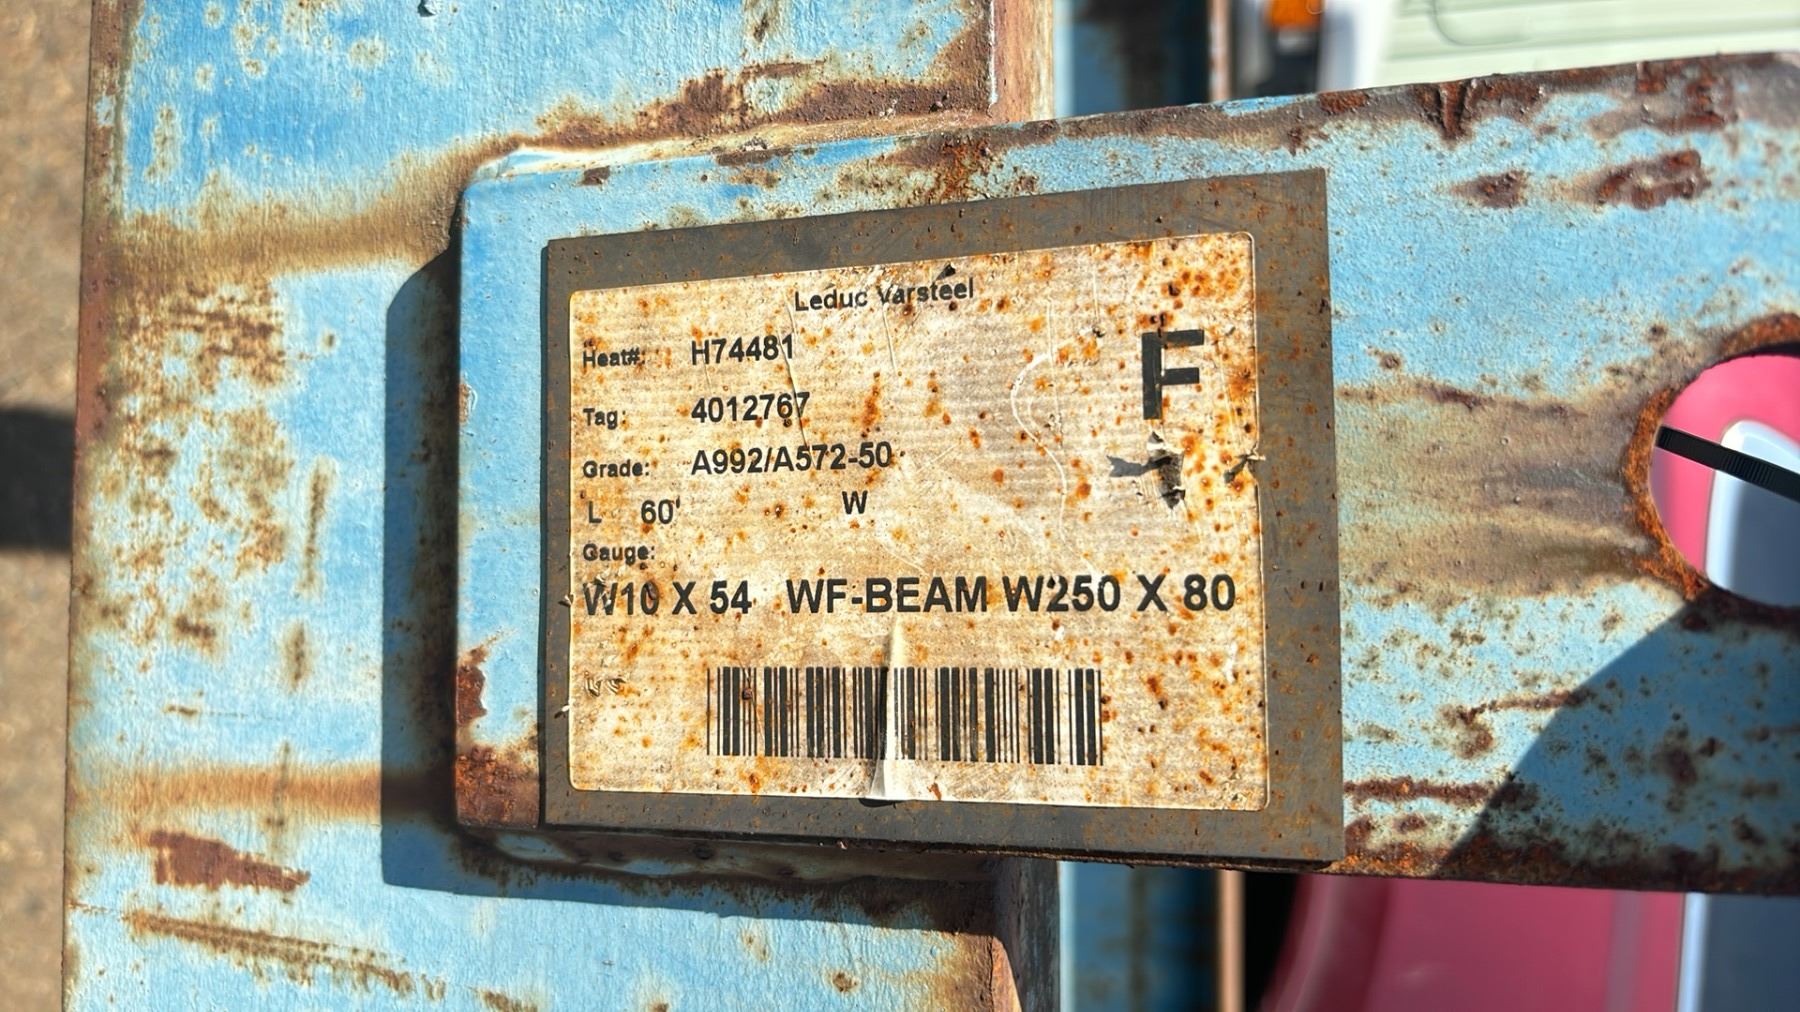 Leduc Varsteel
F
Heat#: H74481
Tag: 4012767
Grade: A992/A572-50
L 60' W
Gauge:
W10 X 54 WF-BEAM W250 X 80